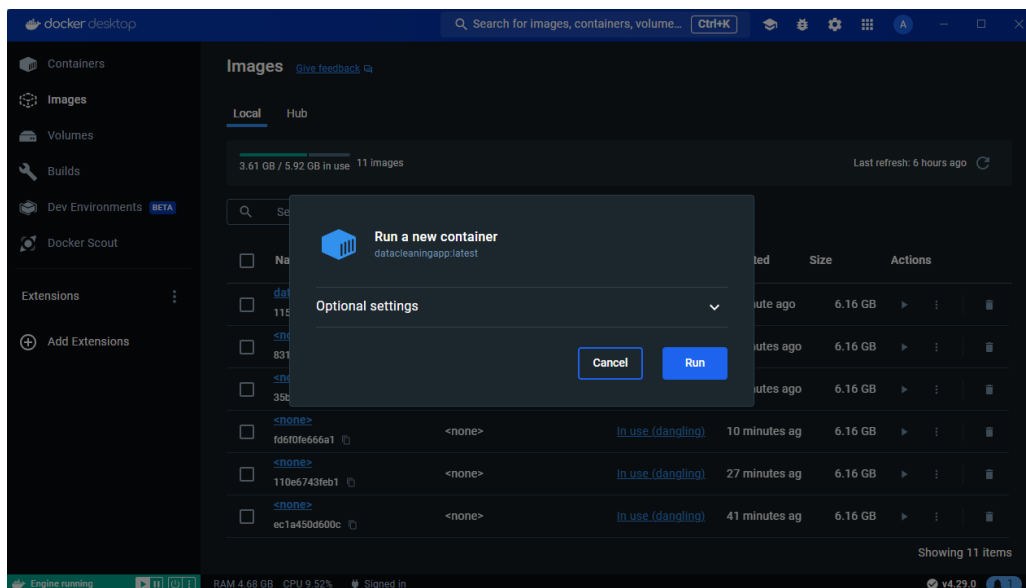 docker desktop
Search for images, containers, volume... Ctrl+K
A
Containers
Images
Volumes
Builds
Dev Environments BETA
Docker Scout
Extensions
Add Extensions
Images Give feedback
Local Hub
3.61 GB / 5.92 GB in use 11 images
Last refresh: 6 hours ago
Run a new container
datacleaningapp:latest
Optional settings
Cancel Run
Size Actions
6.16 GB
6.16 GB
6.16 GB
<none> <none> In use (dangling) 10 minutes ag 6.16 GB
fd6f0fe666a1
<none> <none> In use (dangling) 27 minutes ag 6.16 GB
110e6743feb1
<none> <none> In use (dangling) 41 minutes ag 6.16 GB
ec1a450d600c
Showing 11 items
Engine running RAM 4.68 GB CPU 9.52% Signed in v4.29.0 1